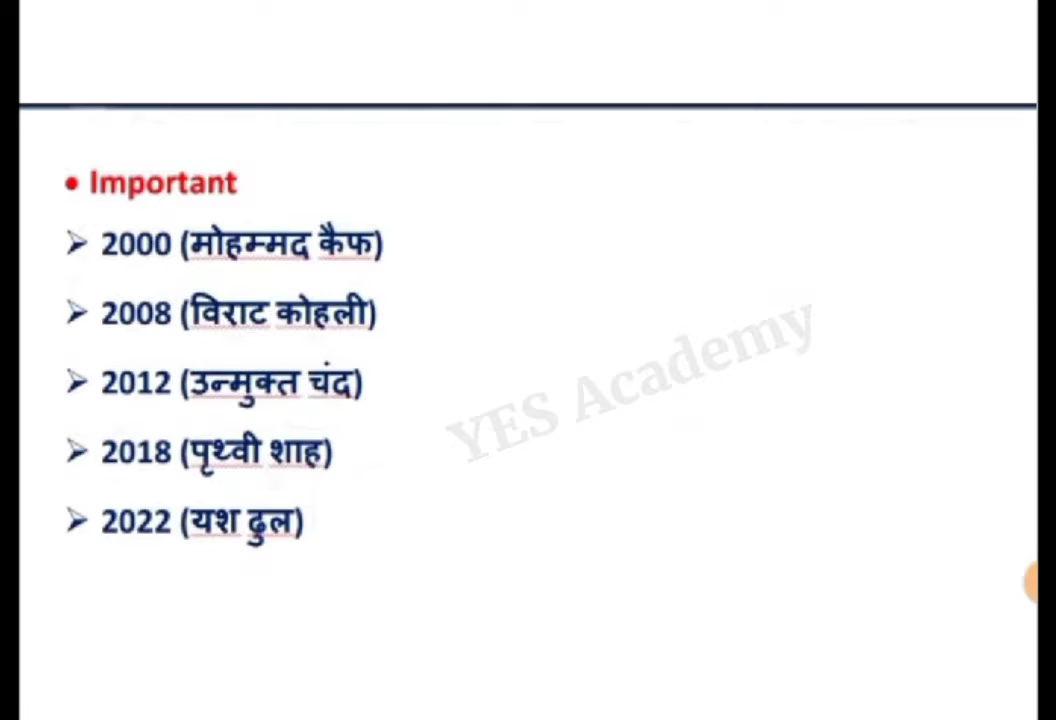 • Important
➢ 2000 (मोहम्मद कैफ)
➢ 2008 (विराट कोहली)
➢ 2012 (उन्मुक्त चंद)
➢ 2018 (पृथ्वी शाह)
➢ 2022 (यश ढुल)
YES Academy